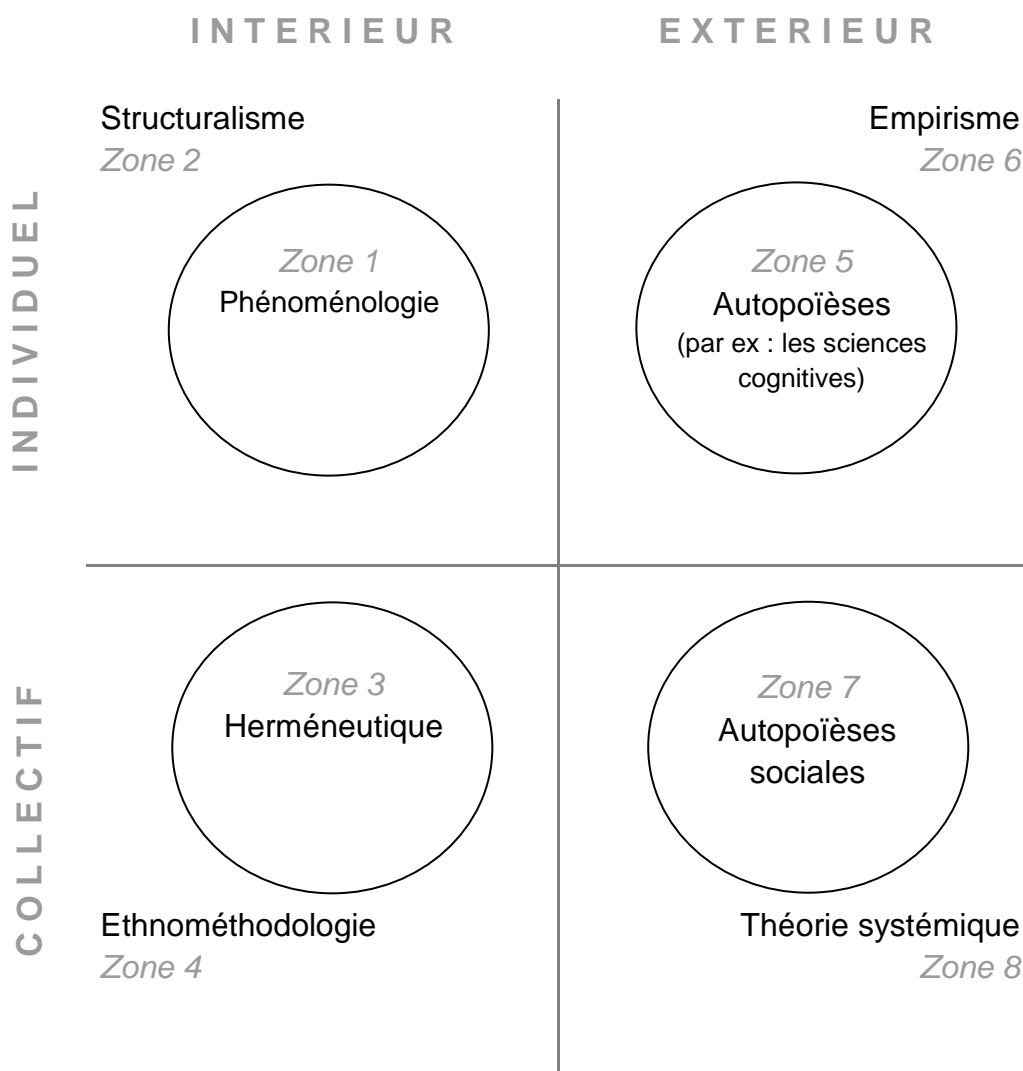 INTERIEUR
EXTERIEUR
INDIVIDUEL
Structuralisme
Zone 2
Zone 1
Phénoménologie
Empirisme
Zone 6
Zone 5
Autopoïèses
(par ex : les sciences
cognitives)
COLLECTIF
Zone 3
Herméneutique
Ethnométhodologie
Zone 4
Zone 7
Autopoïèses
sociales
Théorie systémique
Zone 8